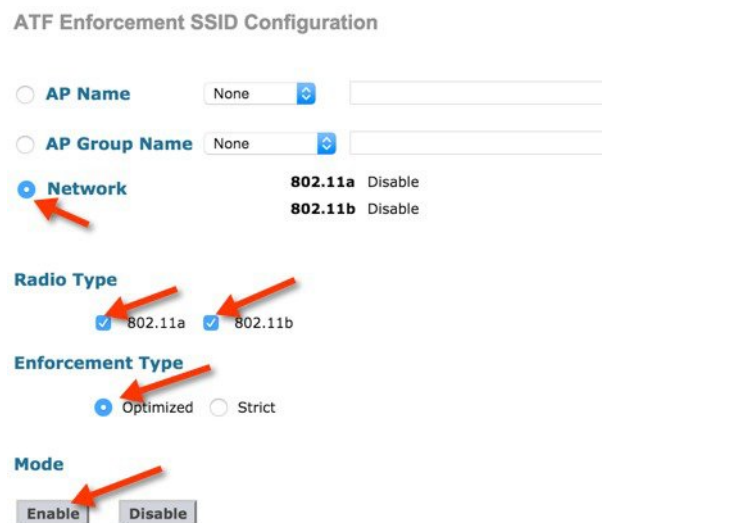 ATF Enforcement SSID Configuration
AP Name None
AP Group Name None
Network 802.11a Disable
802.11b Disable
Radio Type
802.11a 802.11b
Enforcement Type
Optimized Strict
Mode
Enable Disable